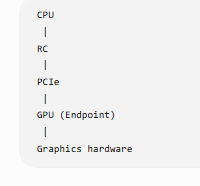 CPU
|
RC
|
PCIe
|
GPU (Endpoint)
|
Graphics hardware